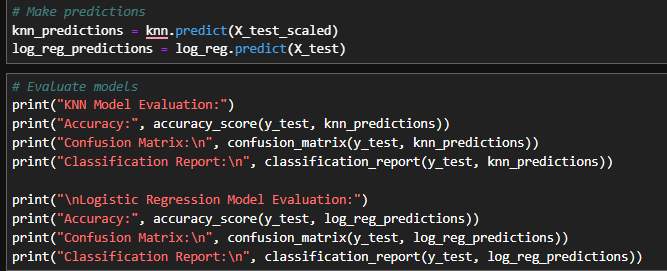 # Make predictions
knn_predictions = knn.predict(X_test_scaled)
log_reg_predictions = log_reg.predict(X_test)
# Evaluate models
print("KNN Model Evaluation:")
print("Accuracy:", accuracy_score(y_test, knn_predictions))
print("Confusion Matrix:\n", confusion_matrix(y_test, knn_predictions))
print("Classification Report:\n", classification_report(y_test, knn_predictions))
print("\nLogistic Regression Model Evaluation:")
print("Accuracy:", accuracy_score(y_test, log_reg_predictions))
print("Confusion Matrix:\n", confusion_matrix(y_test, log_reg_predictions))
print("Classification Report:\n", classification_report(y_test, log_reg_predictions))